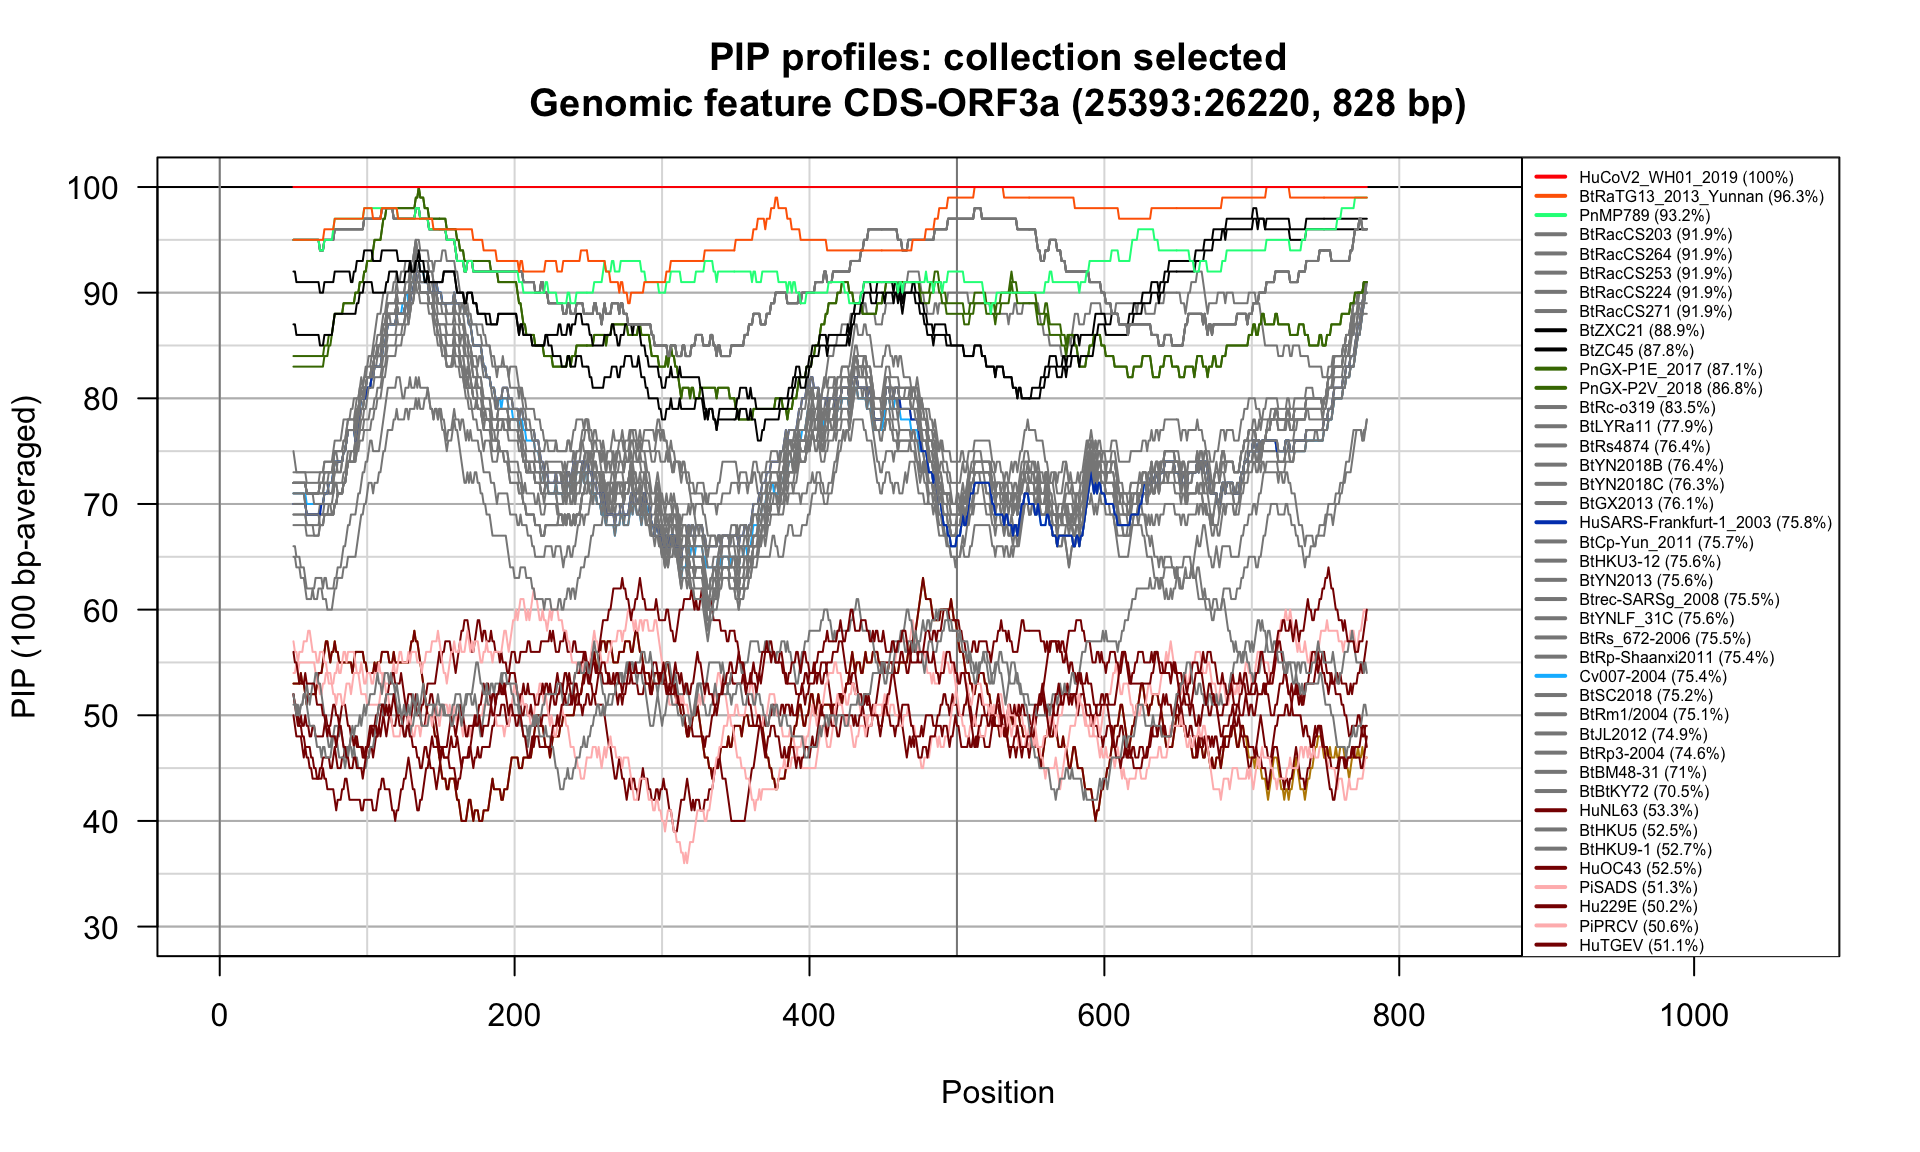 PIP profiles: collection selected
Genomic feature CDS-ORF3a (25393:26220, 828 bp)
PIP (100 bp-averaged)
100
90
80
70
60
50
40
30
0
200
400
600
800
1000
Position
HuCoV2_WH01_2019 (100%)
BtRaTG13_2013_Yunnan (96.3%)
PnMP789 (93.2%)
BtRacCS203 (91.9%)
BtRacCS264 (91.9%)
BtRacCS253 (91.9%)
BtRacCS224 (91.9%)
BtRacCS271 (91.9%)
BtZXC21 (88.9%)
BtZC45 (87.8%)
PnGX-P1E_2017 (87.1%)
PnGX-P2V_2018 (86.8%)
BtRc-o319 (83.5%)
BtLYRa11 (77.9%)
BtRs4874 (76.4%)
BtYN2018B (76.4%)
BtYN2018C (76.3%)
BtGX2013 (76.1%)
HuSARS-Frankfurt-1_2003 (75.8%)
BtCp-Yun_2011 (75.7%)
BtHKU3-12 (75.6%)
BtYN2013 (75.6%)
Btrec-SARSg_2008 (75.5%)
BtYNLF_31C (75.6%)
BtRs_672-2006 (75.5%)
BtRp-Shaanxi2011 (75.4%)
Cv007-2004 (75.4%)
BtSC2018 (75.2%)
BtRm1/2004 (75.1%)
BtJL2012 (74.9%)
BtRp3-2004 (74.6%)
BtBM48-31 (71%)
BtBtKY72 (70.5%)
HuNL63 (53.3%)
BtHKU5 (52.5%)
BtHKU9-1 (52.7%)
HuOC43 (52.5%)
PiSADS (51.3%)
Hu229E (50.2%)
PiPRCV (50.6%)
HuTGEV (51.1%)